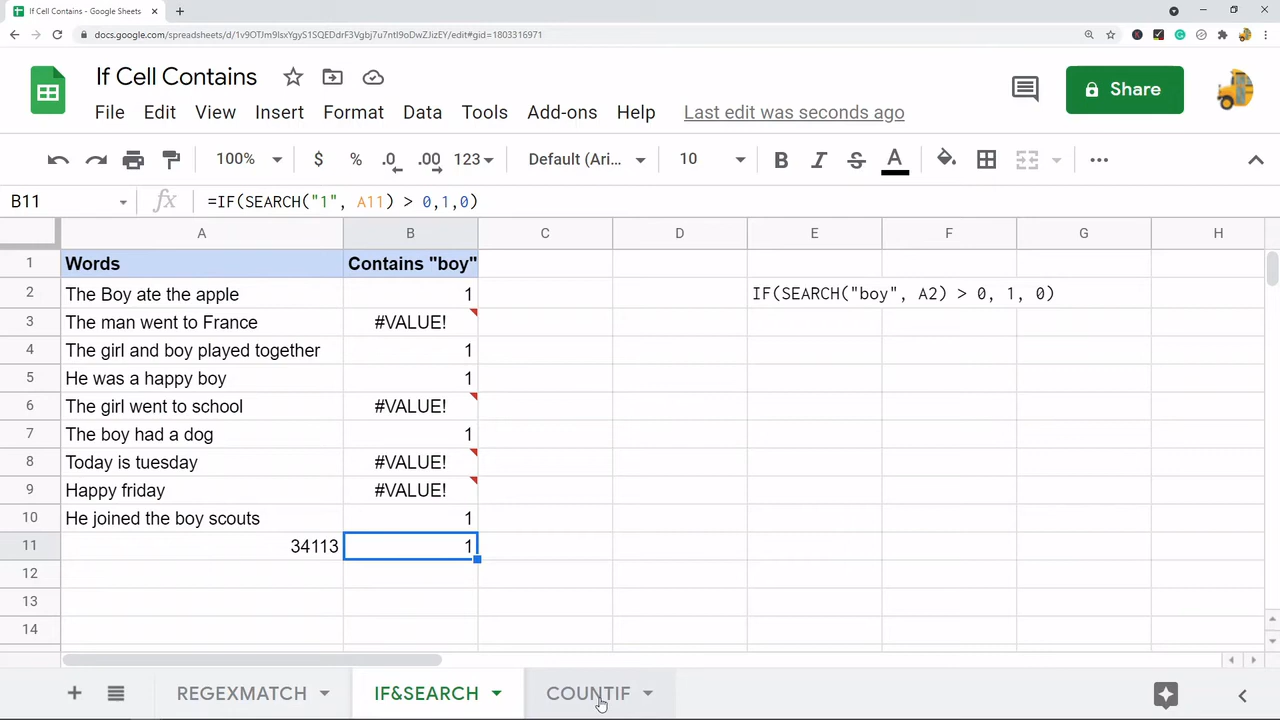 If Cell Contains - Google Sheets
docs.google.com/spreadsheets/d/1v9OTJm9IsxYgyS1SQEDdrF3Vgbj7u7ntI9oDwZJizEY/edit#gid=1803316971
If Cell Contains
File Edit View Insert Format Data Tools Add-ons Help Last edit was seconds ago
Share
100% $ % .0 .00 123 Default (Ari... 10 B I S A
B11 fx =IF(SEARCH("1", A11) > 0,1,0)
A B C D E F G H
1 Words Contains "boy"
2 The Boy ate the apple 1 IF(SEARCH("boy", A2) > 0, 1, 0)
3 The man went to France #VALUE!
4 The girl and boy played together 1
5 He was a happy boy 1
6 The girl went to school #VALUE!
7 The boy had a dog 1
8 Today is tuesday #VALUE!
9 Happy friday #VALUE!
10 He joined the boy scouts 1
11 34113 1
12
13
14
REGEXMATCH IF&SEARCH COUNTIF